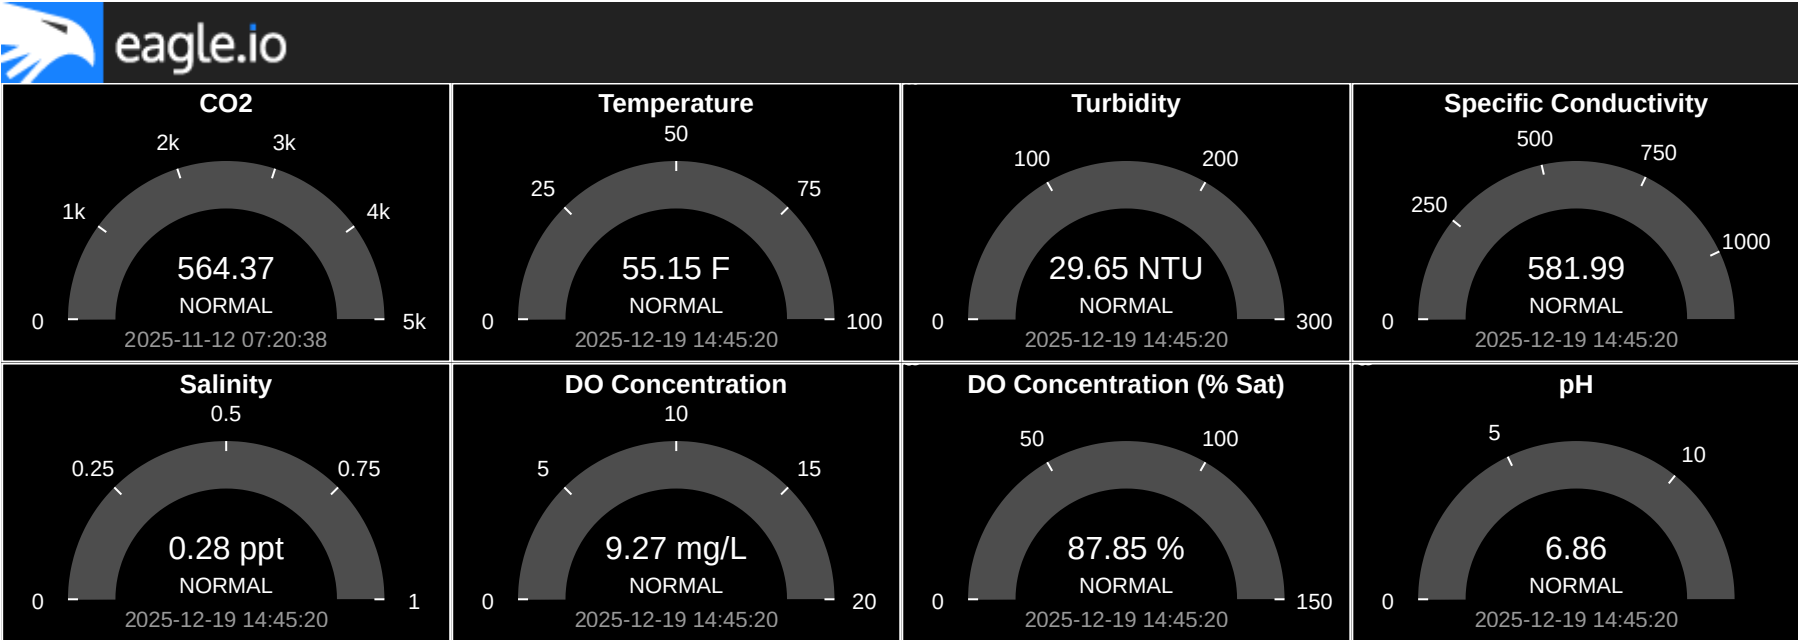 eagle.io
CO2
2k
3k
1k
4k
564.37
NORMAL
0
5k
2025-11-12 07:20:38
Temperature
50
25
75
55.15 F
NORMAL
0
100
2025-12-19 14:45:20
Turbidity
100
200
29.65 NTU
NORMAL
0
300
2025-12-19 14:45:20
Specific Conductivity
500
750
250
1000
581.99
NORMAL
0
2025-12-19 14:45:20
Salinity
0.5
0.25
0.75
0.28 ppt
NORMAL
0
1
2025-12-19 14:45:20
DO Concentration
10
5
15
9.27 mg/L
NORMAL
0
20
2025-12-19 14:45:20
DO Concentration (% Sat)
50
100
87.85 %
NORMAL
0
150
2025-12-19 14:45:20
pH
5
10
6.86
NORMAL
0
2025-12-19 14:45:20